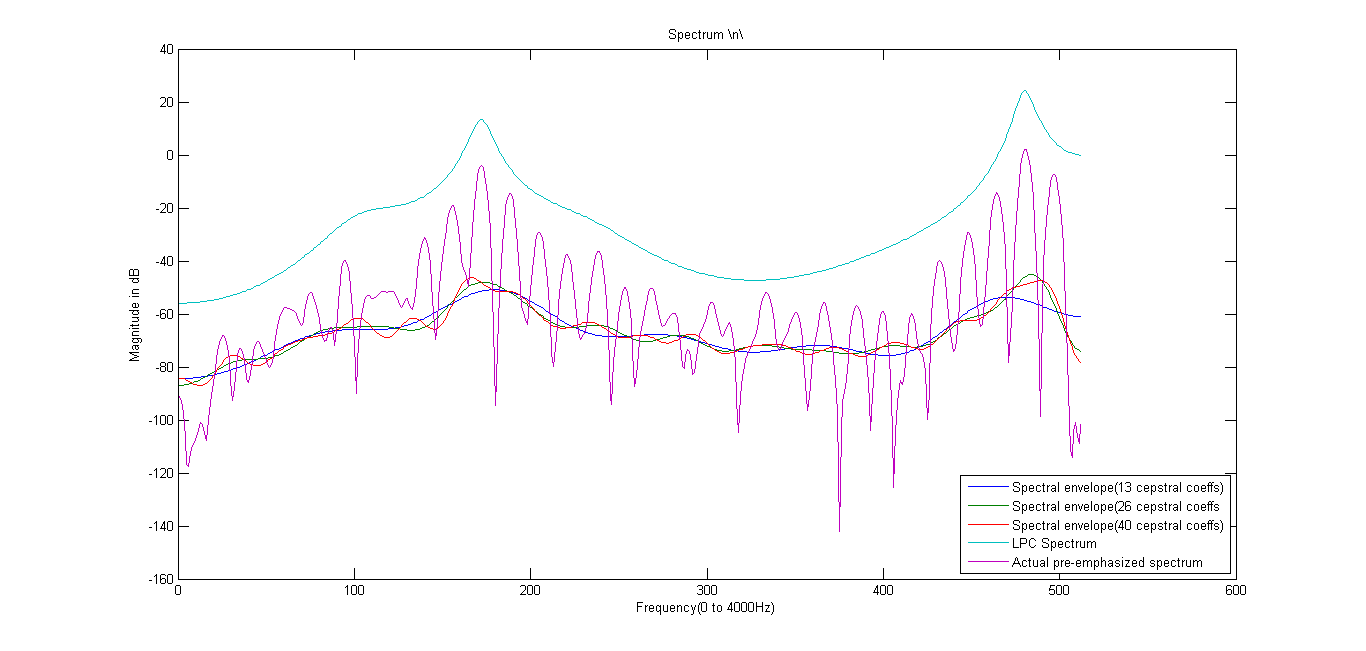 Spectrum \n\
40
20
0
-20
-40
-60
-80
-100
-120
-140
-160
Magnitude in dB
0 100 200 300 400 500 600
Frequency(0 to 4000Hz)
Spectral envelope(13 cepstral coeffs)
Spectral envelope(26 cepstral coeffs
Spectral envelope(40 cepstral coeffs)
LPC Spectrum
Actual pre-emphasized spectrum